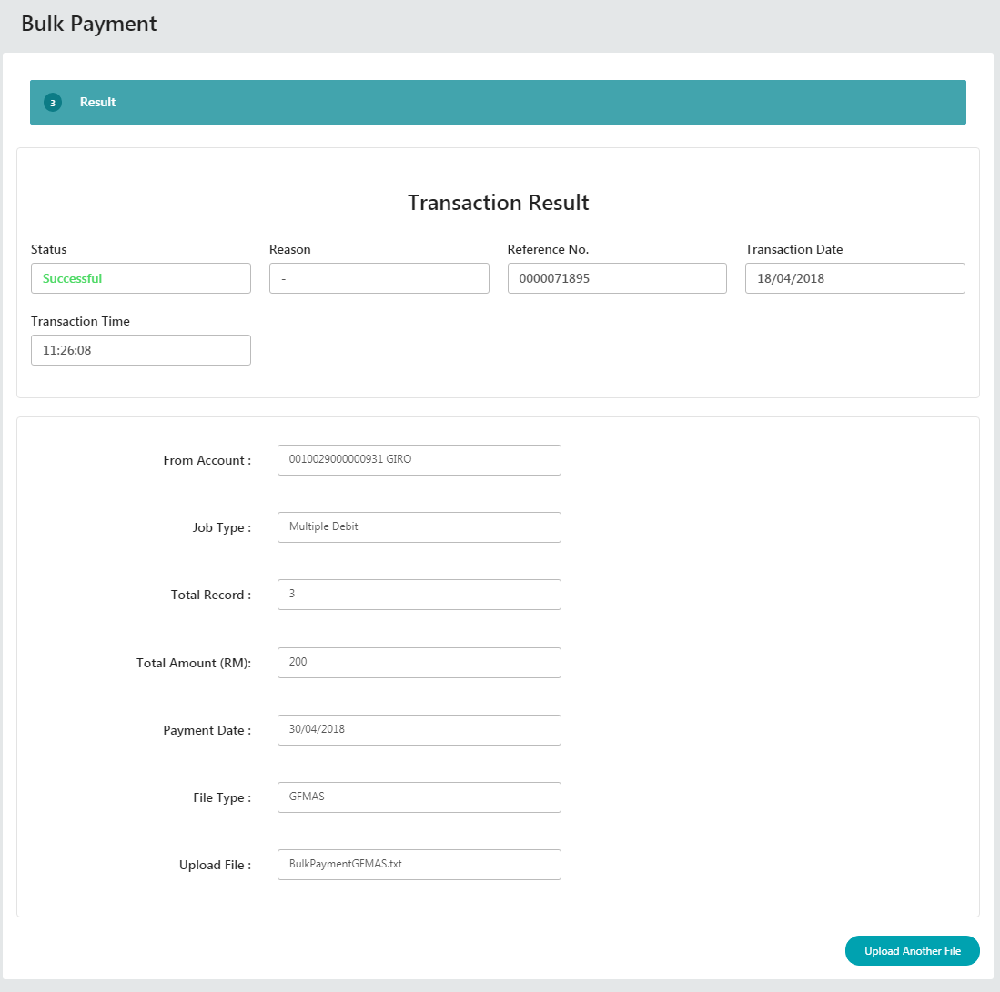 Bulk Payment
3 Result
Transaction Result
Status Reason Reference No. Transaction Date
Successful - 0000071895 18/04/2018
Transaction Time
11:26:08
From Account : 0010029000000931 GIRO
Job Type : Multiple Debit
Total Record : 3
Total Amount (RM): 200
Payment Date : 30/04/2018
File Type : GFMAS
Upload File : BulkPaymentGFMAS.txt
Upload Another File